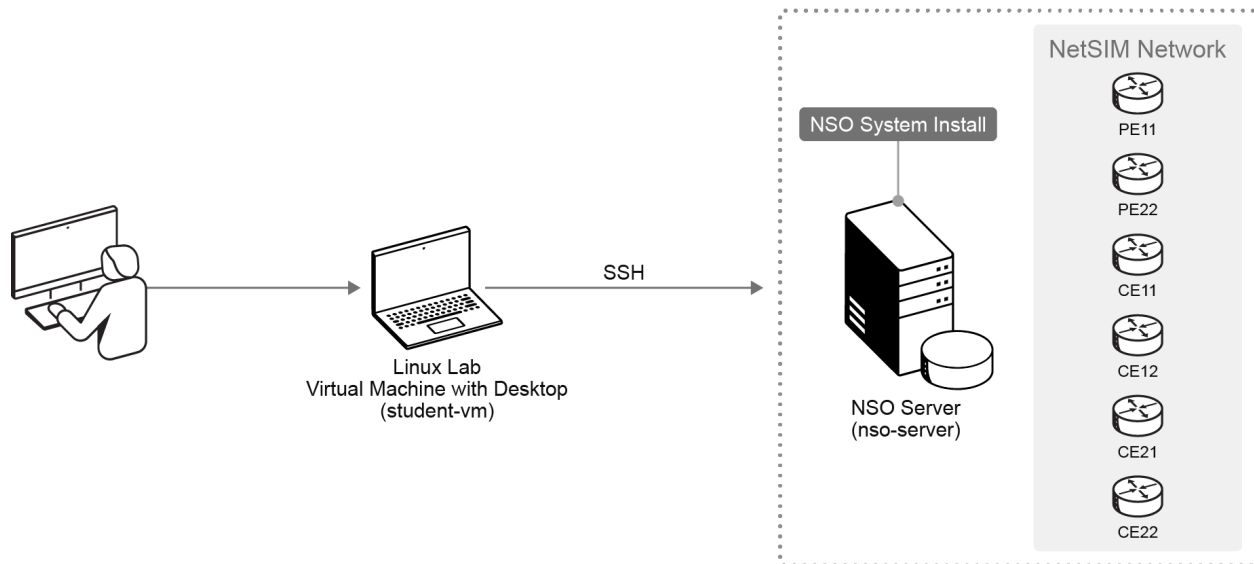 NetSIM Network
PE11
NSO System Install
PE22
CE11
SSH
CE12
Linux Lab
Virtual Machine with Desktop
(student-vm)
NSO Server
(nso-server)
CE21
CE22